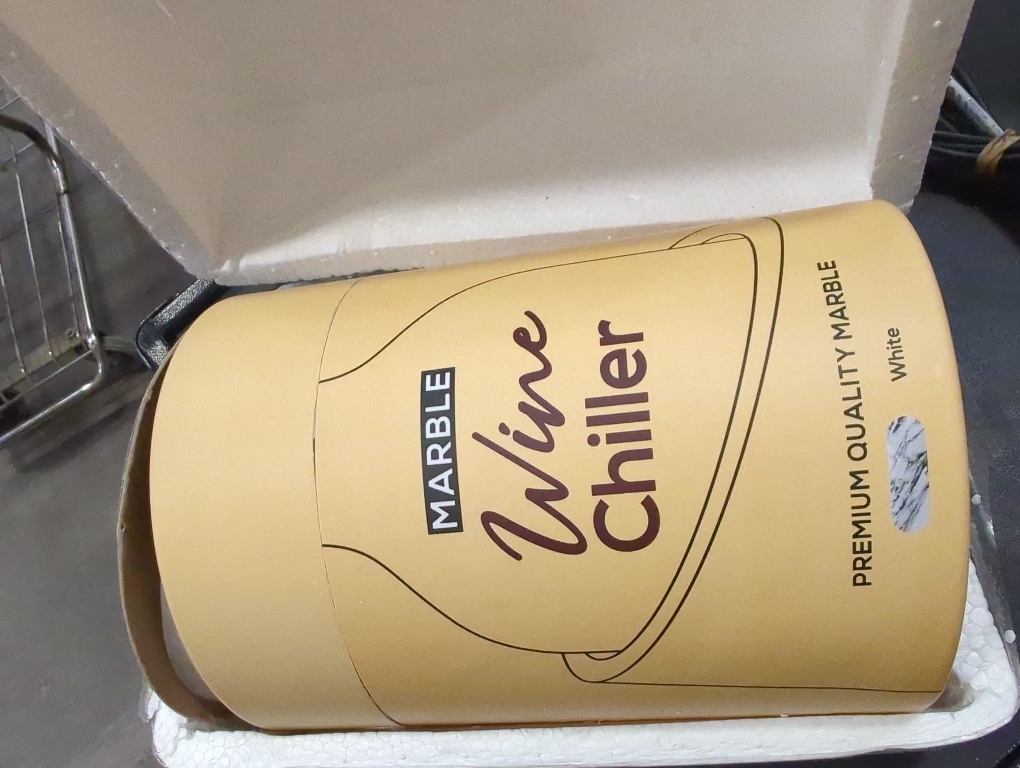 MARBLE
Wine
Chiller
PREMIUM QUALITY MARBLE
White